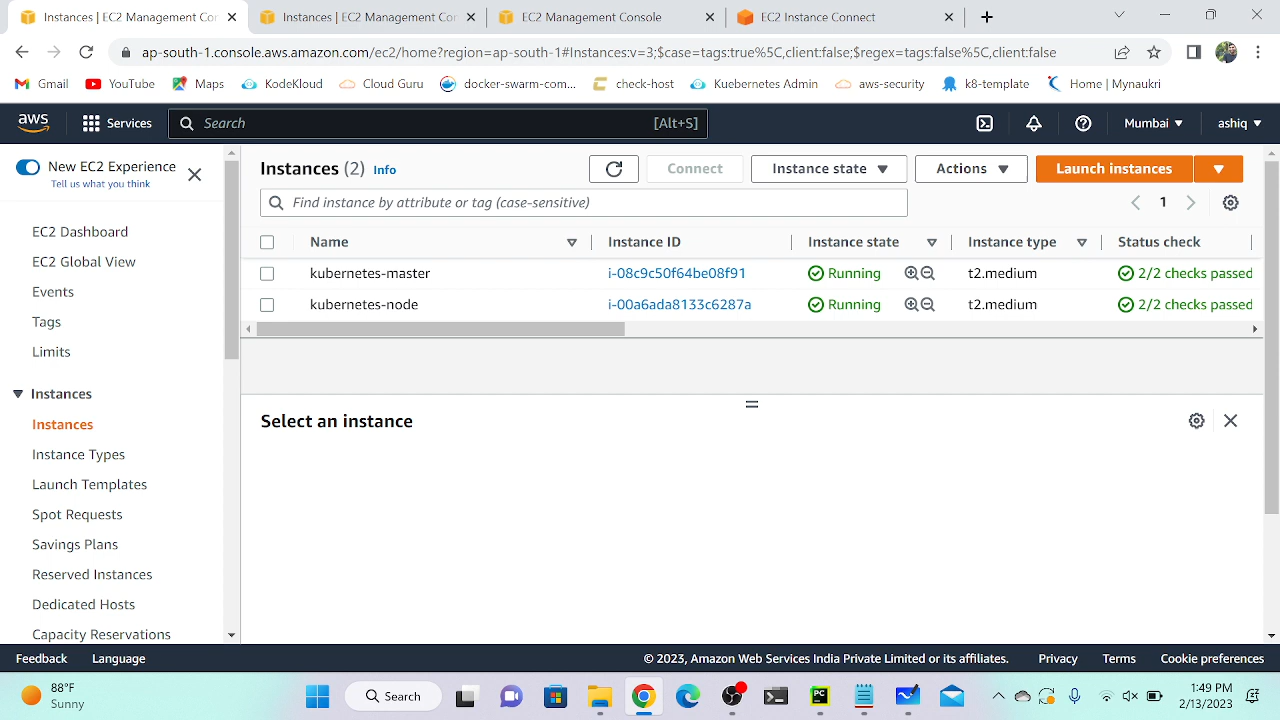 Instances | EC2 Management Cor
Instances | EC2 Management Cor
EC2 Management Console
EC2 Instance Connect
ap-south-1.console.aws.amazon.com/ec2/home?region=ap-south-1#Instances:v=3;$case=tags:true%5C,client:false;$regex=tags:false%5C,client:false
Gmail YouTube Maps KodeKloud Cloud Guru docker-swarm-com... check-host Kuebernetes Admin aws-security k8-template Home | Mynaukri
aws Services Search [Alt+S] Mumbai ashiq
New EC2 Experience
Tell us what you think
EC2 Dashboard
EC2 Global View
Events
Tags
Limits
Instances
Instances
Instance Types
Launch Templates
Spot Requests
Savings Plans
Reserved Instances
Dedicated Hosts
Capacity Reservations
Instances (2) Info Connect Instance state Actions Launch instances
Find instance by attribute or tag (case-sensitive) 1
Name Instance ID Instance state Instance type Status check
kubernetes-master i-08c9c50f64be08f91 Running t2.medium 2/2 checks passed
kubernetes-node i-00a6ada8133c6287a Running t2.medium 2/2 checks passed
Select an instance
Feedback Language © 2023, Amazon Web Services India Private Limited or its affiliates. Privacy Terms Cookie preferences
88°F
Sunny
Search
PC
1:49 PM
2/13/2023